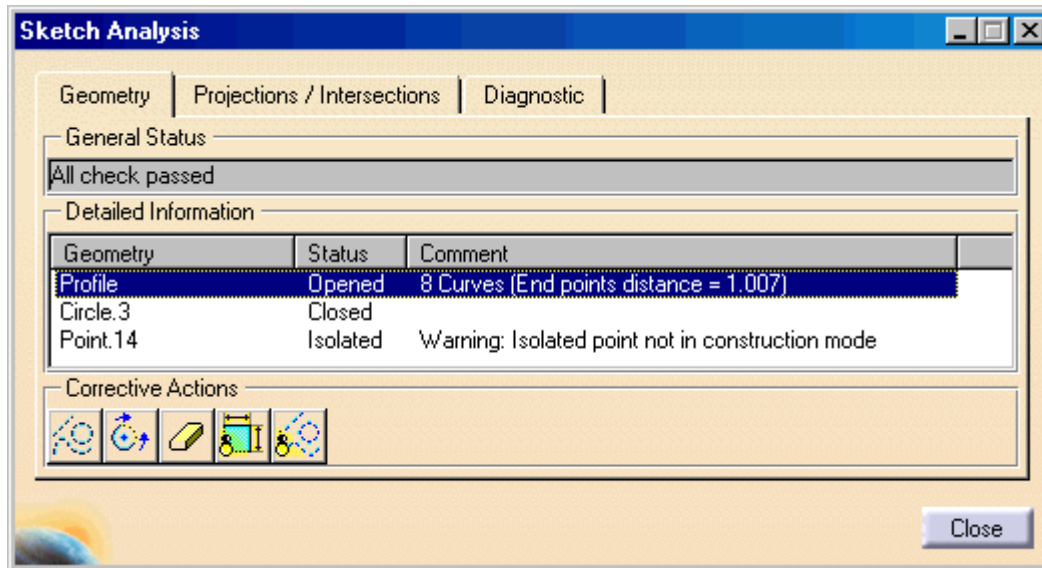 Sketch Analysis
Geometry Projections / Intersections Diagnostic
General Status
All check passed
Detailed Information
Geometry Status Comment
Profile Opened 8 Curves (End points distance = 1.007)
Circle.3 Closed
Point.14 Isolated Warning: Isolated point not in construction mode
Corrective Actions
Close